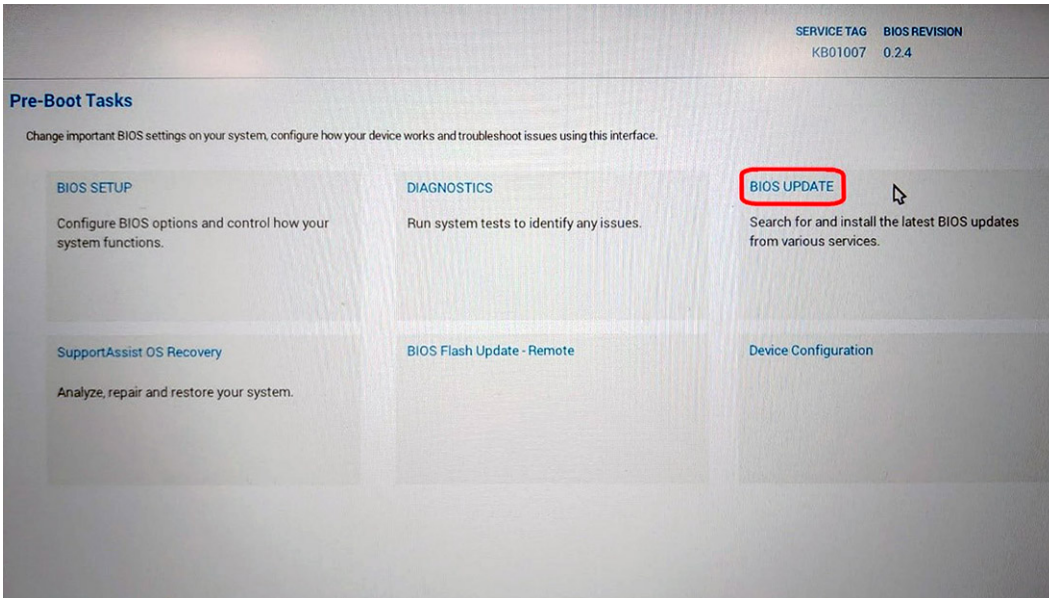 SERVICE TAG BIOS REVISION
KB01007 0.2.4
Pre-Boot Tasks
Change important BIOS settings on your system, configure how your device works and troubleshoot issues using this interface.
BIOS SETUP
Configure BIOS options and control how your
system functions.
DIAGNOSTICS
Run system tests to identify any issues.
BIOS UPDATE
Search for and install the latest BIOS updates
from various services.
SupportAssist OS Recovery
Analyze, repair and restore your system.
BIOS Flash Update - Remote
Device Configuration